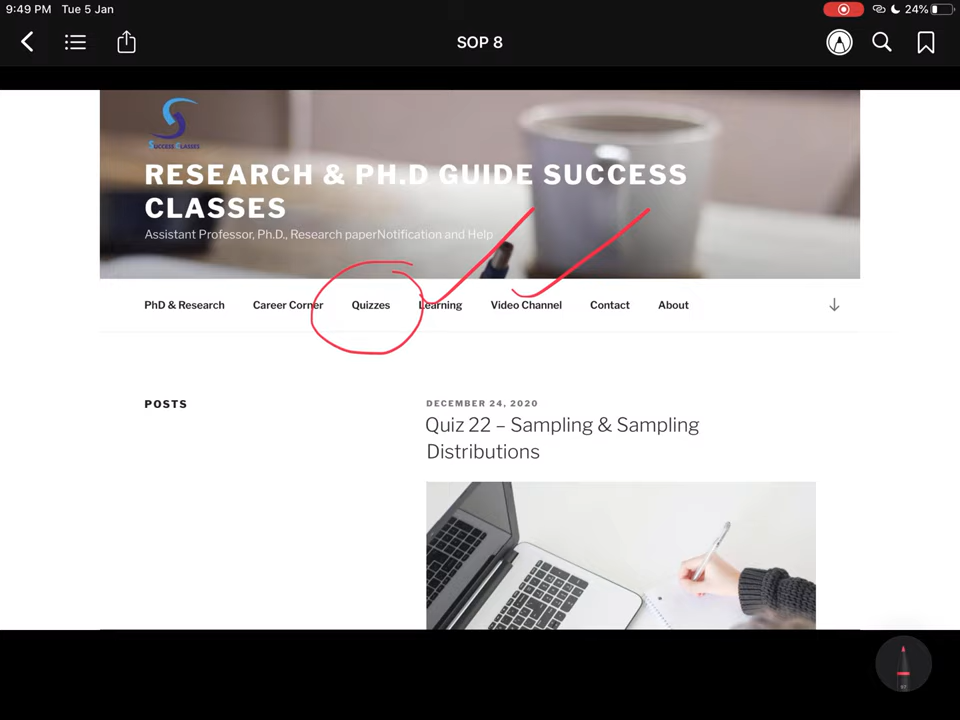 9:49 PM Tue 5 Jan 24%
SOP 8
SUCCESS CLASSES
RESEARCH & PH.D GUIDE SUCCESS
CLASSES
Assistant Professor, Ph.D., Research paperNotification and Help
PhD & Research Career Corner Quizzes Learning Video Channel Contact About
POSTS
DECEMBER 24, 2020
Quiz 22 – Sampling & Sampling
Distributions